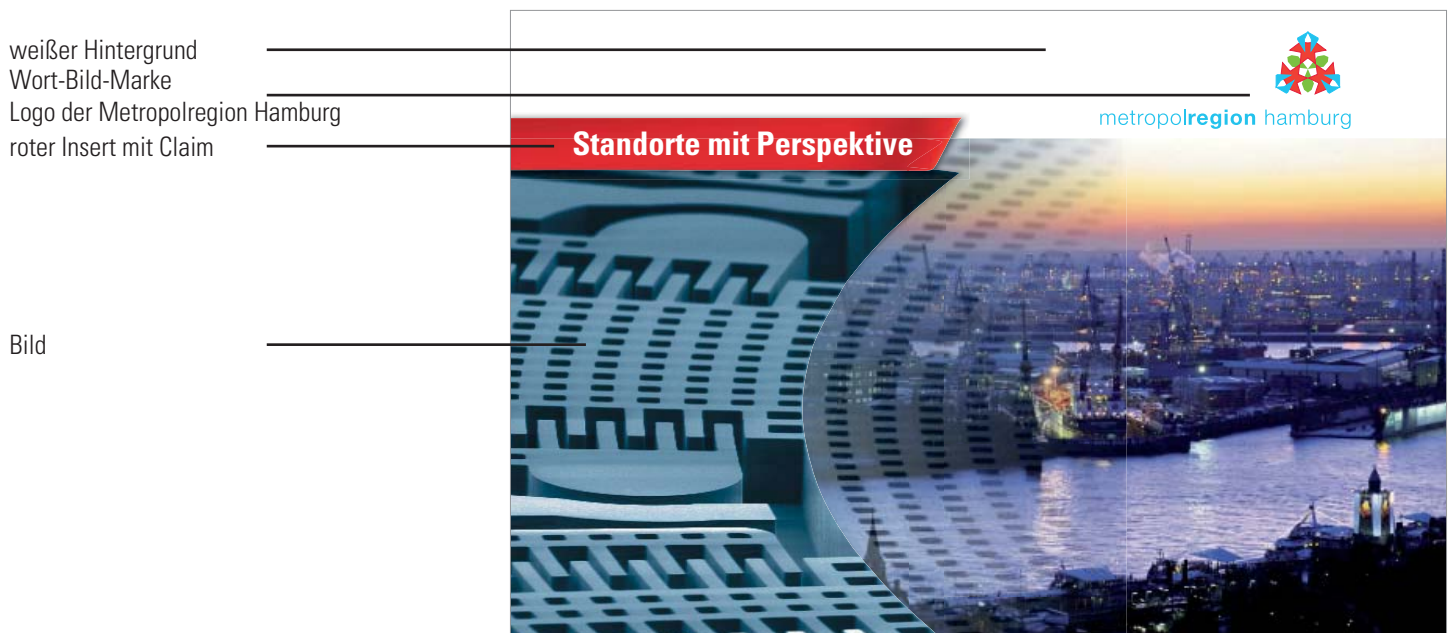 weißer Hintergrund
Wort-Bild-Marke
Logo der Metropolregion Hamburg
roter Insert mit Claim
Bild
metropolregion hamburg
Standorte mit Perspektive